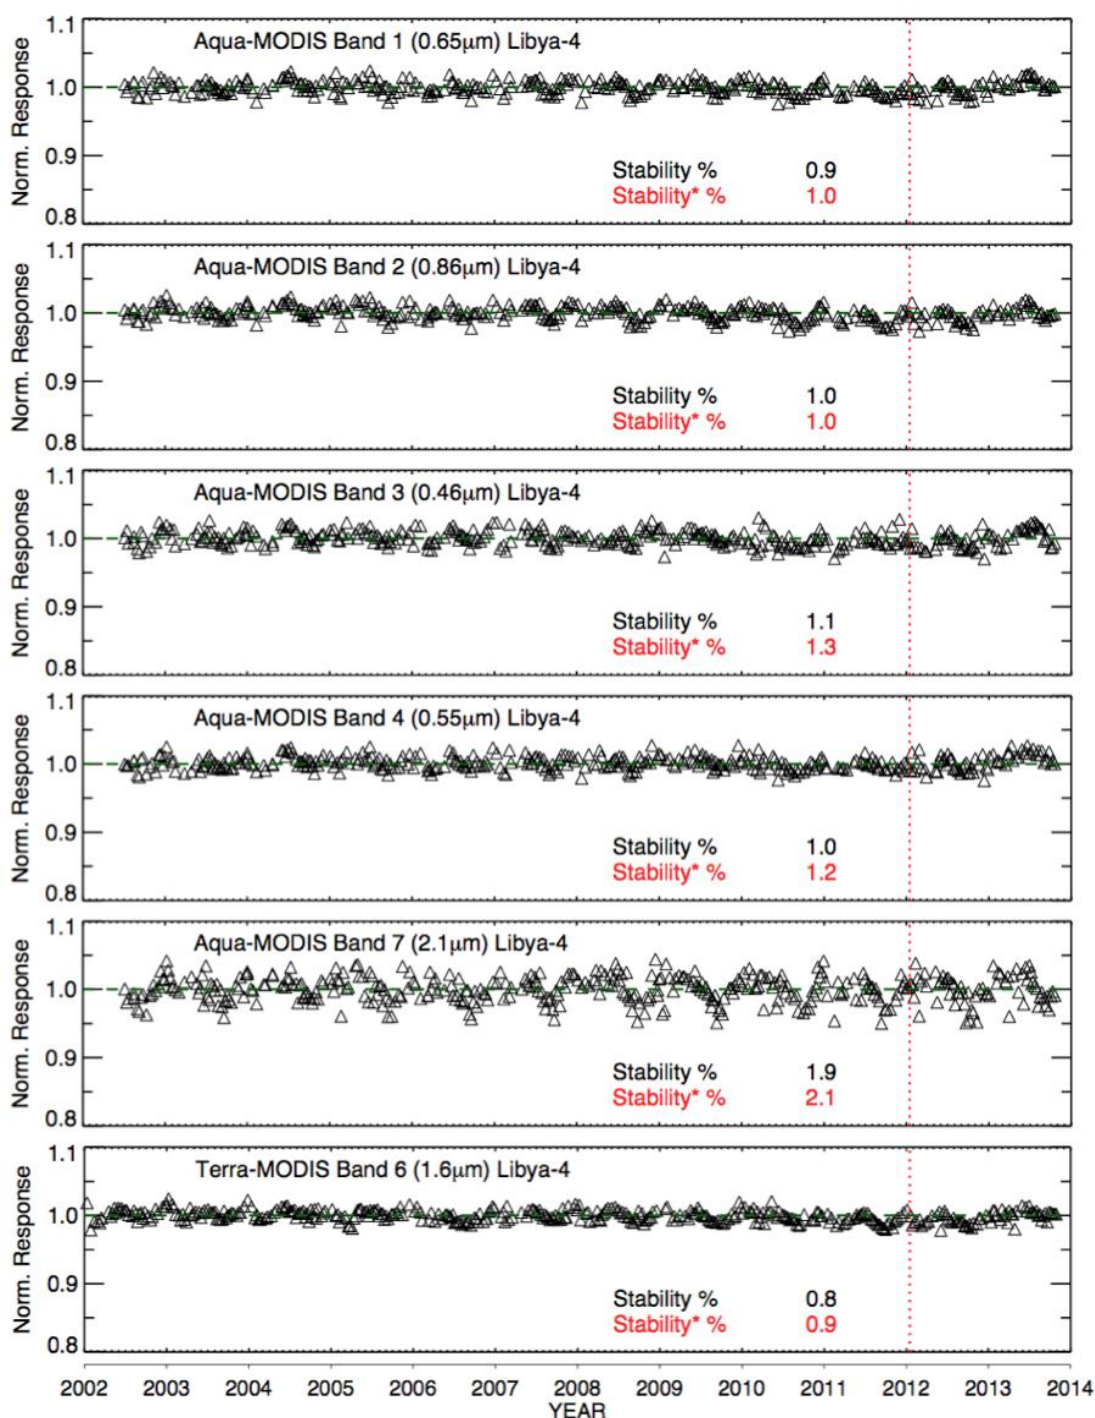 1.1
Aqua-MODIS Band 1 (0.65μm) Libya-4
1.0
Norm. Response
0.9
Stability % 0.9
Stability* % 1.0
0.8
1.1
Aqua-MODIS Band 2 (0.86μm) Libya-4
1.0
Norm. Response
0.9
Stability % 1.0
Stability* % 1.0
0.8
1.1
Aqua-MODIS Band 3 (0.46μm) Libya-4
1.0
Norm. Response
0.9
Stability % 1.1
Stability* % 1.3
0.8
1.1
Aqua-MODIS Band 4 (0.55μm) Libya-4
1.0
Norm. Response
0.9
Stability % 1.0
Stability* % 1.2
0.8
1.1
Aqua-MODIS Band 7 (2.1μm) Libya-4
1.0
Norm. Response
0.9
Stability % 1.9
Stability* % 2.1
0.8
1.1
Terra-MODIS Band 6 (1.6μm) Libya-4
1.0
Norm. Response
0.9
Stability % 0.8
Stability* % 0.9
0.8
2002 2003 2004 2005 2006 2007 2008 2009 2010 2011 2012 2013 2014
YEAR